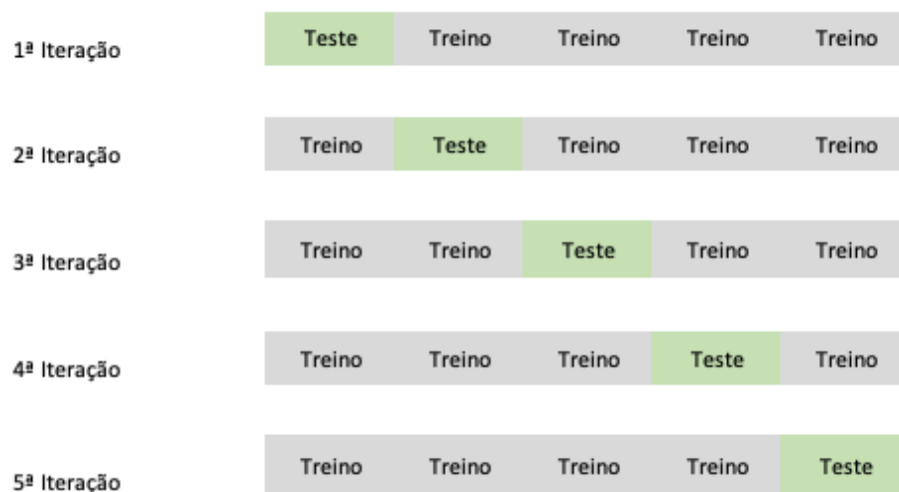 1ª Iteração Teste Treino Treino Treino Treino
2ª Iteração Treino Teste Treino Treino Treino
3ª Iteração Treino Treino Teste Treino Treino
4ª Iteração Treino Treino Treino Teste Treino
5ª Iteração Treino Treino Treino Treino Teste